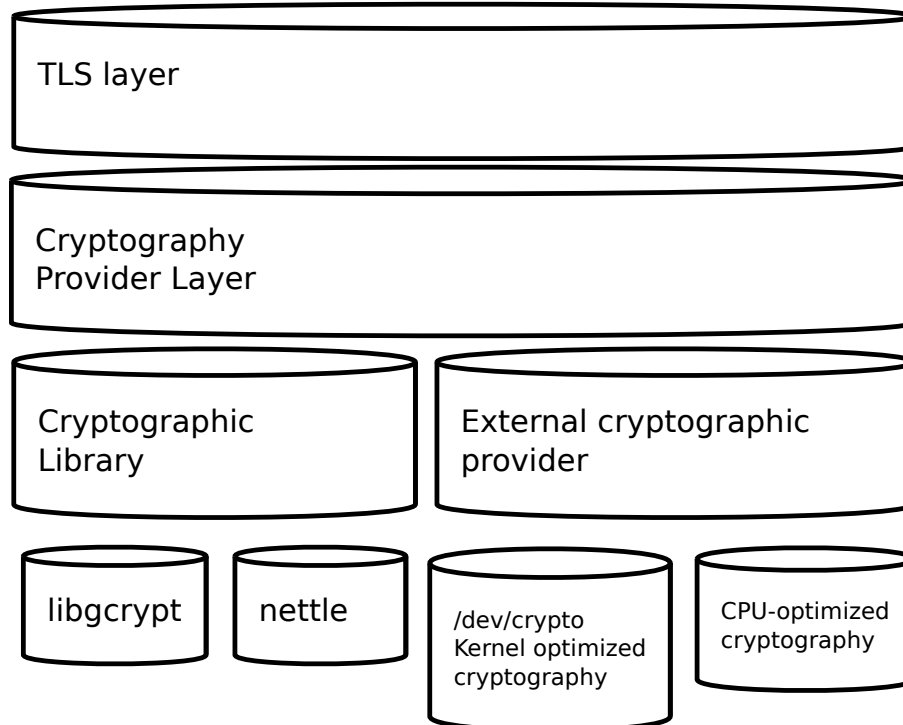 TLS layer
Cryptography
Provider Layer
Cryptographic
Library
External cryptographic
provider
libgcrypt
nettle
/dev/crypto
Kernel optimized
cryptography
CPU-optimized
cryptography